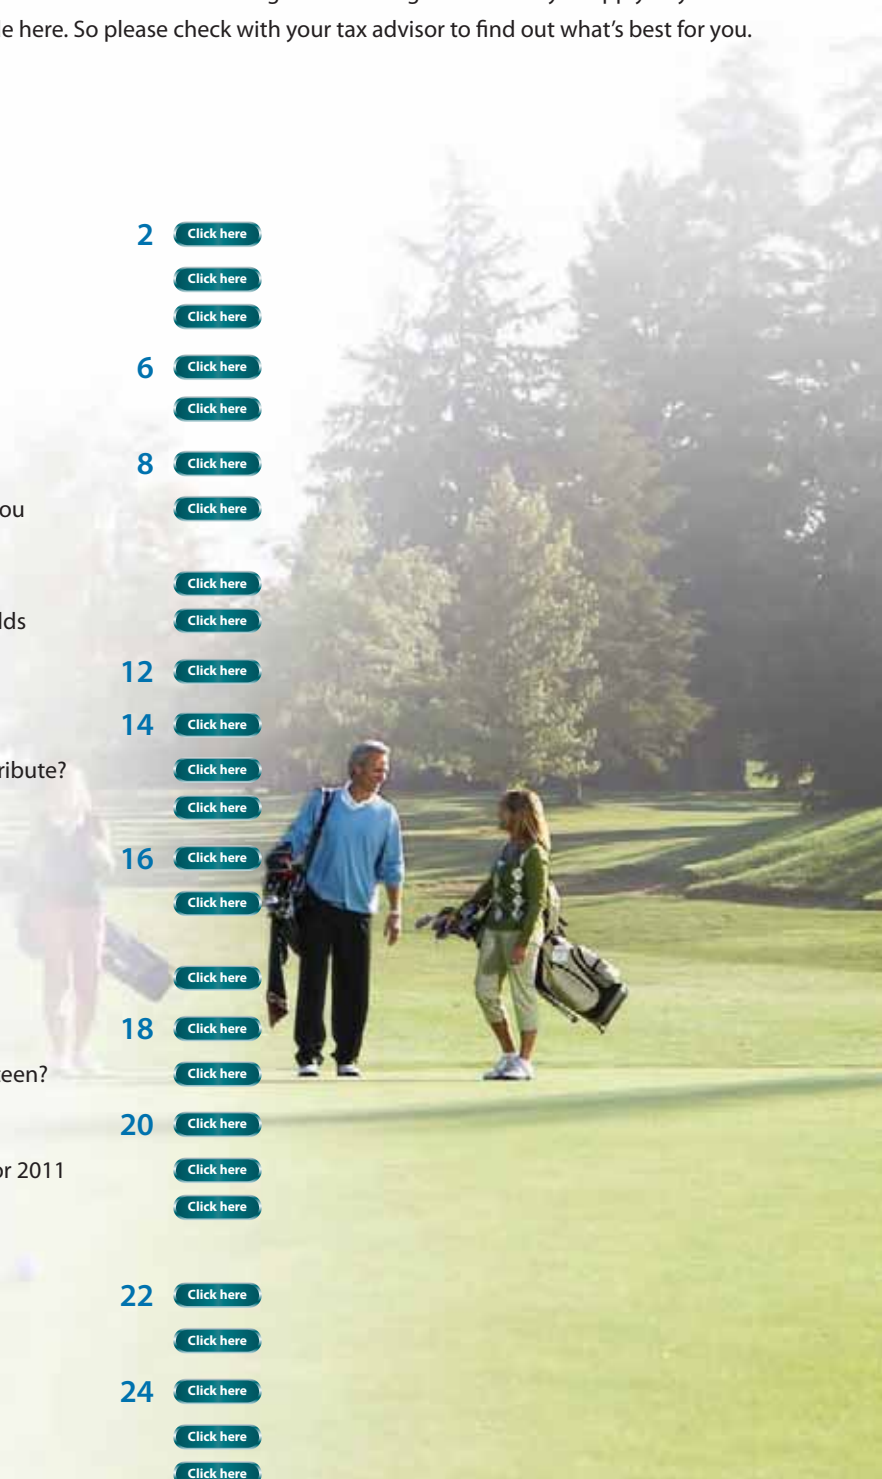 le here. So please check with your tax advisor to find out what's best for you.
2 Click here
Click here
Click here
6 Click here
Click here
8 Click here
ou Click here
Click here
lds Click here
12 Click here
14 Click here
ribute? Click here
Click here
16 Click here
Click here
Click here
18 Click here
teen? Click here
20 Click here
or 2011 Click here
Click here
22 Click here
Click here
24 Click here
Click here
Click here